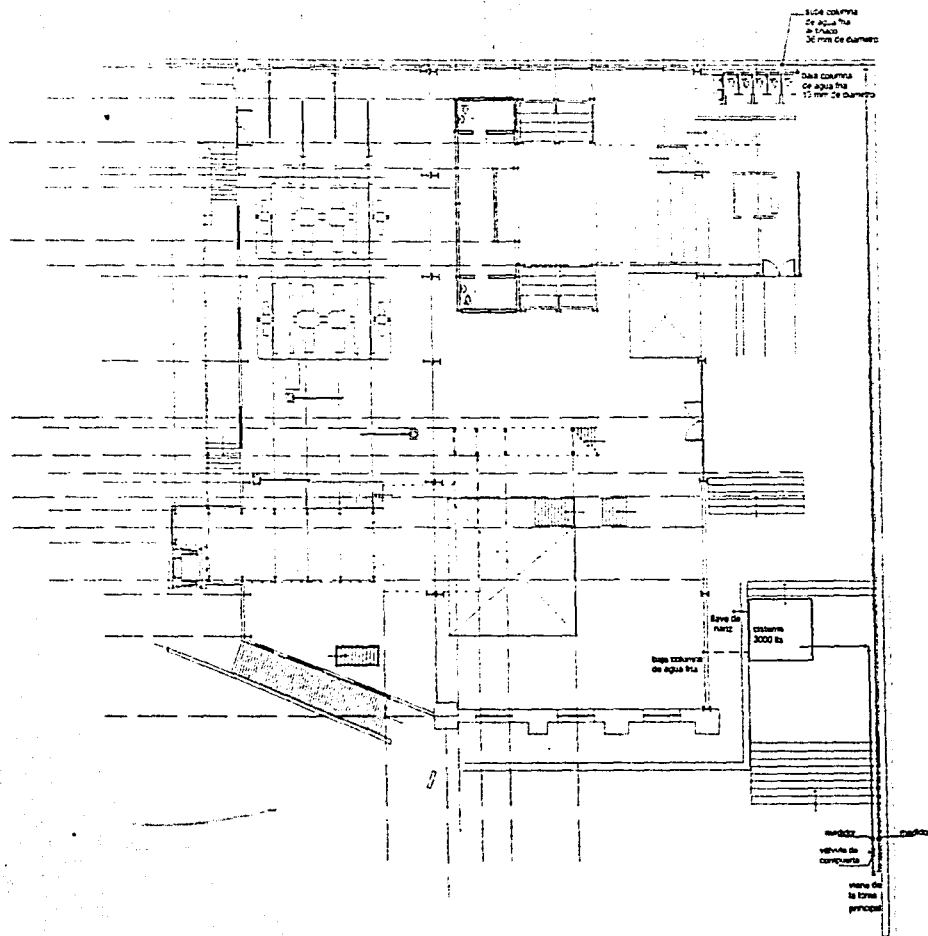 sube columna
de agua fria
a tinaco
36 mm de diametro
baja columna
de agua fria
13 mm de diametro
llave de
nariz
cisterna
3000 lts
baja columna
de agua fria
medidor
medidor
válvula de
compuerta
viene de
la toma
principal